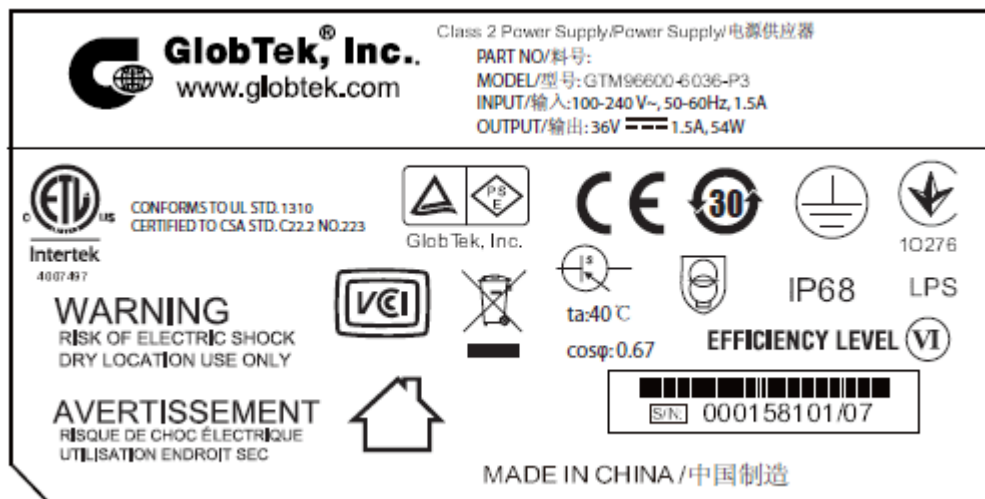 GlobTek,® Inc..
www.globtek.com
Class 2 Power Supply/Power Supply/电源供应器
PART NO/料号:
MODEL/型号: GTM96600-6036-P3
INPUT/输入:100-240 V~, 50-60Hz, 1.5A
OUTPUT/输出: 36V 1.5A, 54W
ETL
C US
Intertek
4007497
CONFORMS TO UL STD. 1310
CERTIFIED TO CSA STD. C22.2 NO.223
PS
E
GlobTek, Inc.
CE
30
10276
VCCI
S
ta:40℃
cosφ: 0.67
IP68
LPS
EFFICIENCY LEVEL VI
WARNING
RISK OF ELECTRIC SHOCK
DRY LOCATION USE ONLY
AVERTISSEMENT
RISQUE DE CHOC ÉLECTRIQUE
UTILISATION ENDROIT SEC
S/N. 000158101/07
MADE IN CHINA /中国制造